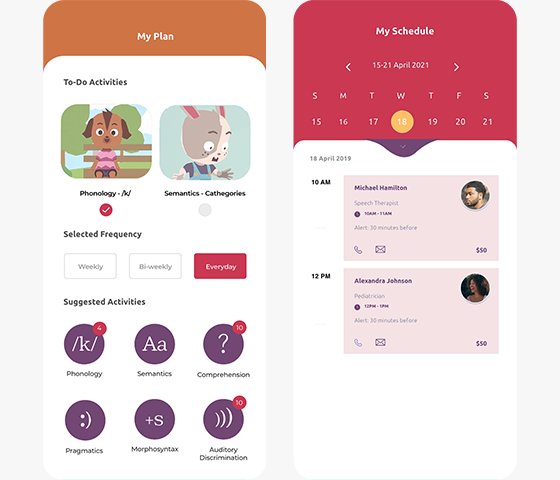 My Plan
To-Do Activities
Phonology - /k/
Semantics - Cathegories
Selected Frequency
Weekly
Bi-weekly
Everyday
Suggested Activities
/k/
4
Aa
?
10
Phonology
Semantics
Comprehension
:)
+s
)))
10
Pragmatics
Morphosyntax
Auditory
Discrimination
My Schedule
15-21 April 2021
S M T W T F S
15 16 17 18 19 20 21
18 April 2019
10 AM
Michael Hamilton
Speech Therapist
10AM - 11AM
Alert: 30 minutes before
$50
12 PM
Alexandra Johnson
Pediatrician
12PM - 1PM
Alert: 30 minutes before
$50